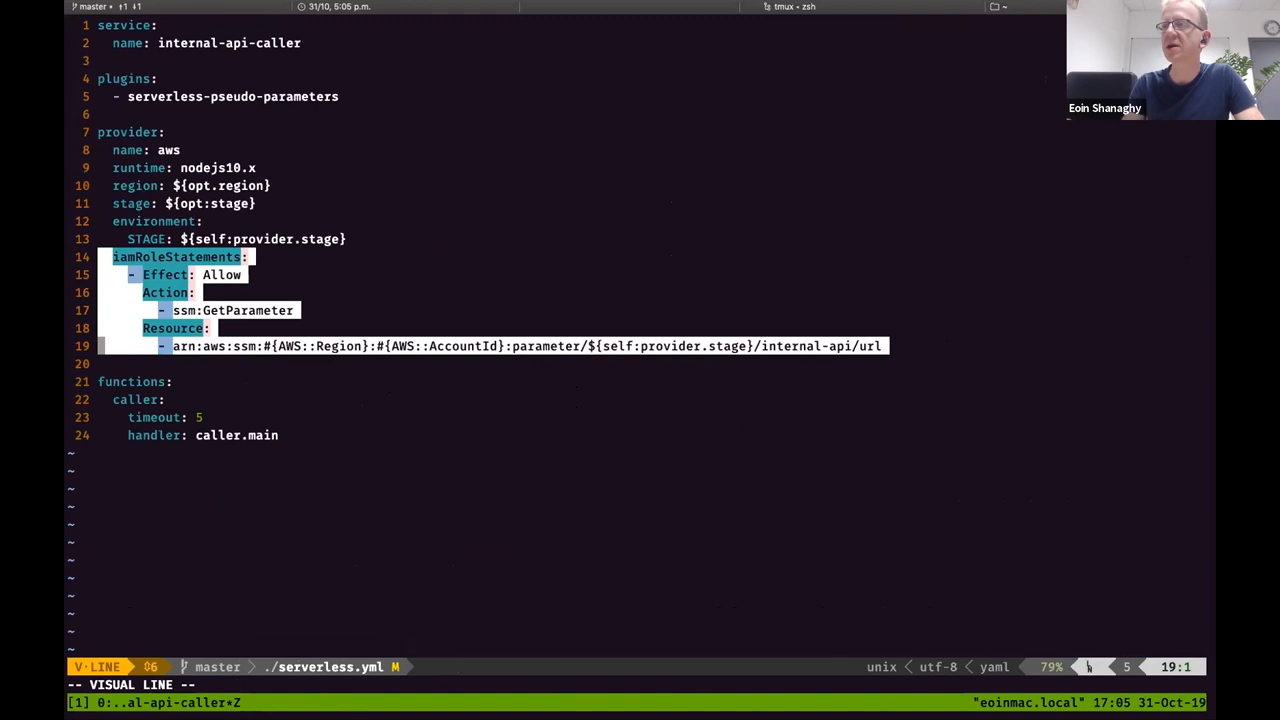 master ↑1 ↓1 31/10, 5:05 p.m. tmux • zsh ~
1 service:
2 name: internal-api-caller
3
4 plugins:
5 - serverless-pseudo-parameters
6
7 provider:
8 name: aws
9 runtime: nodejs10.x
10 region: ${opt.region}
11 stage: ${opt:stage}
12 environment:
13 STAGE: ${self:provider.stage}
14 iamRoleStatements:
15 - Effect: Allow
16 Action:
17 - ssm:GetParameter
18 Resource:
19 - arn:aws:ssm:#{AWS::Region}:#{AWS::AccountId}:parameter/${self:provider.stage}/internal-api/url
20
21 functions:
22 caller:
23 timeout: 5
24 handler: caller.main
~
~
~
~
~
~
~
~
~
~
~
~
V·LINE 6 master ./serverless.yml M unix < utf-8 < yaml 79% 5 19:1
-- VISUAL LINE --
[1] 0:..al-api-caller*Z "eoinmac.local" 17:05 31-Oct-19
Eoin Shanaghy